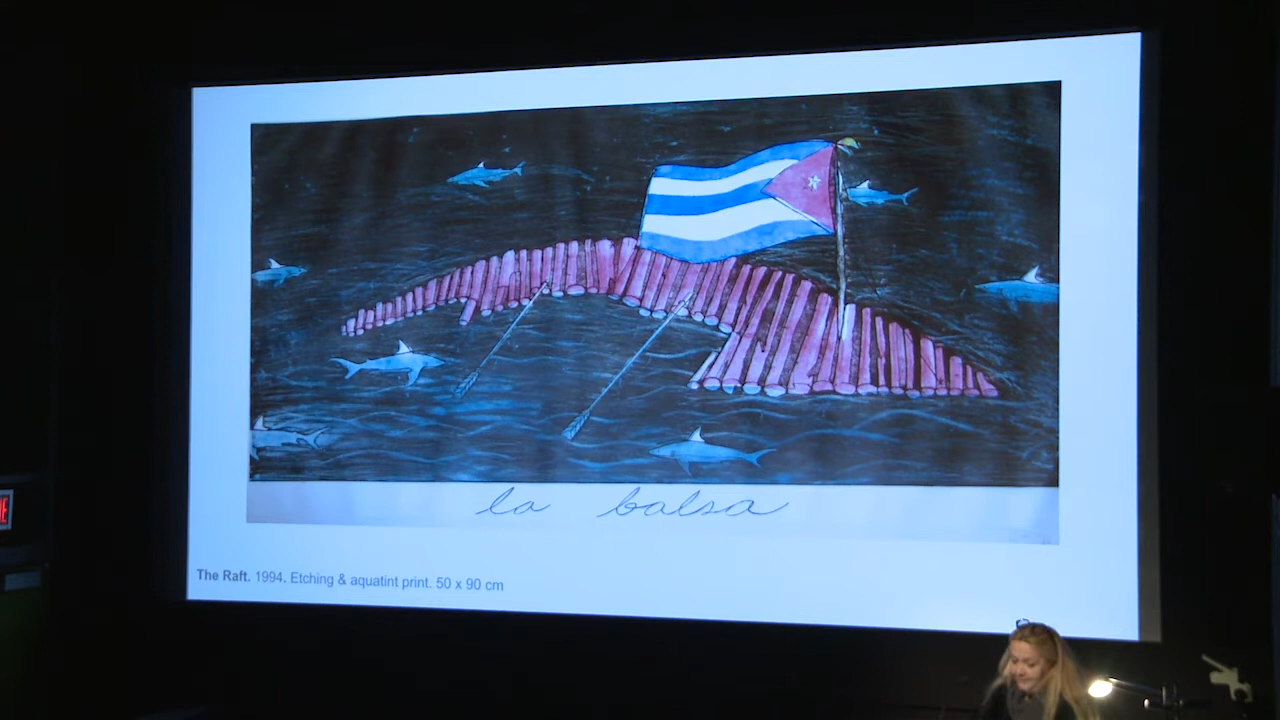 la balsa
The Raft. 1994. Etching & aquatint print. 50 x 90 cm